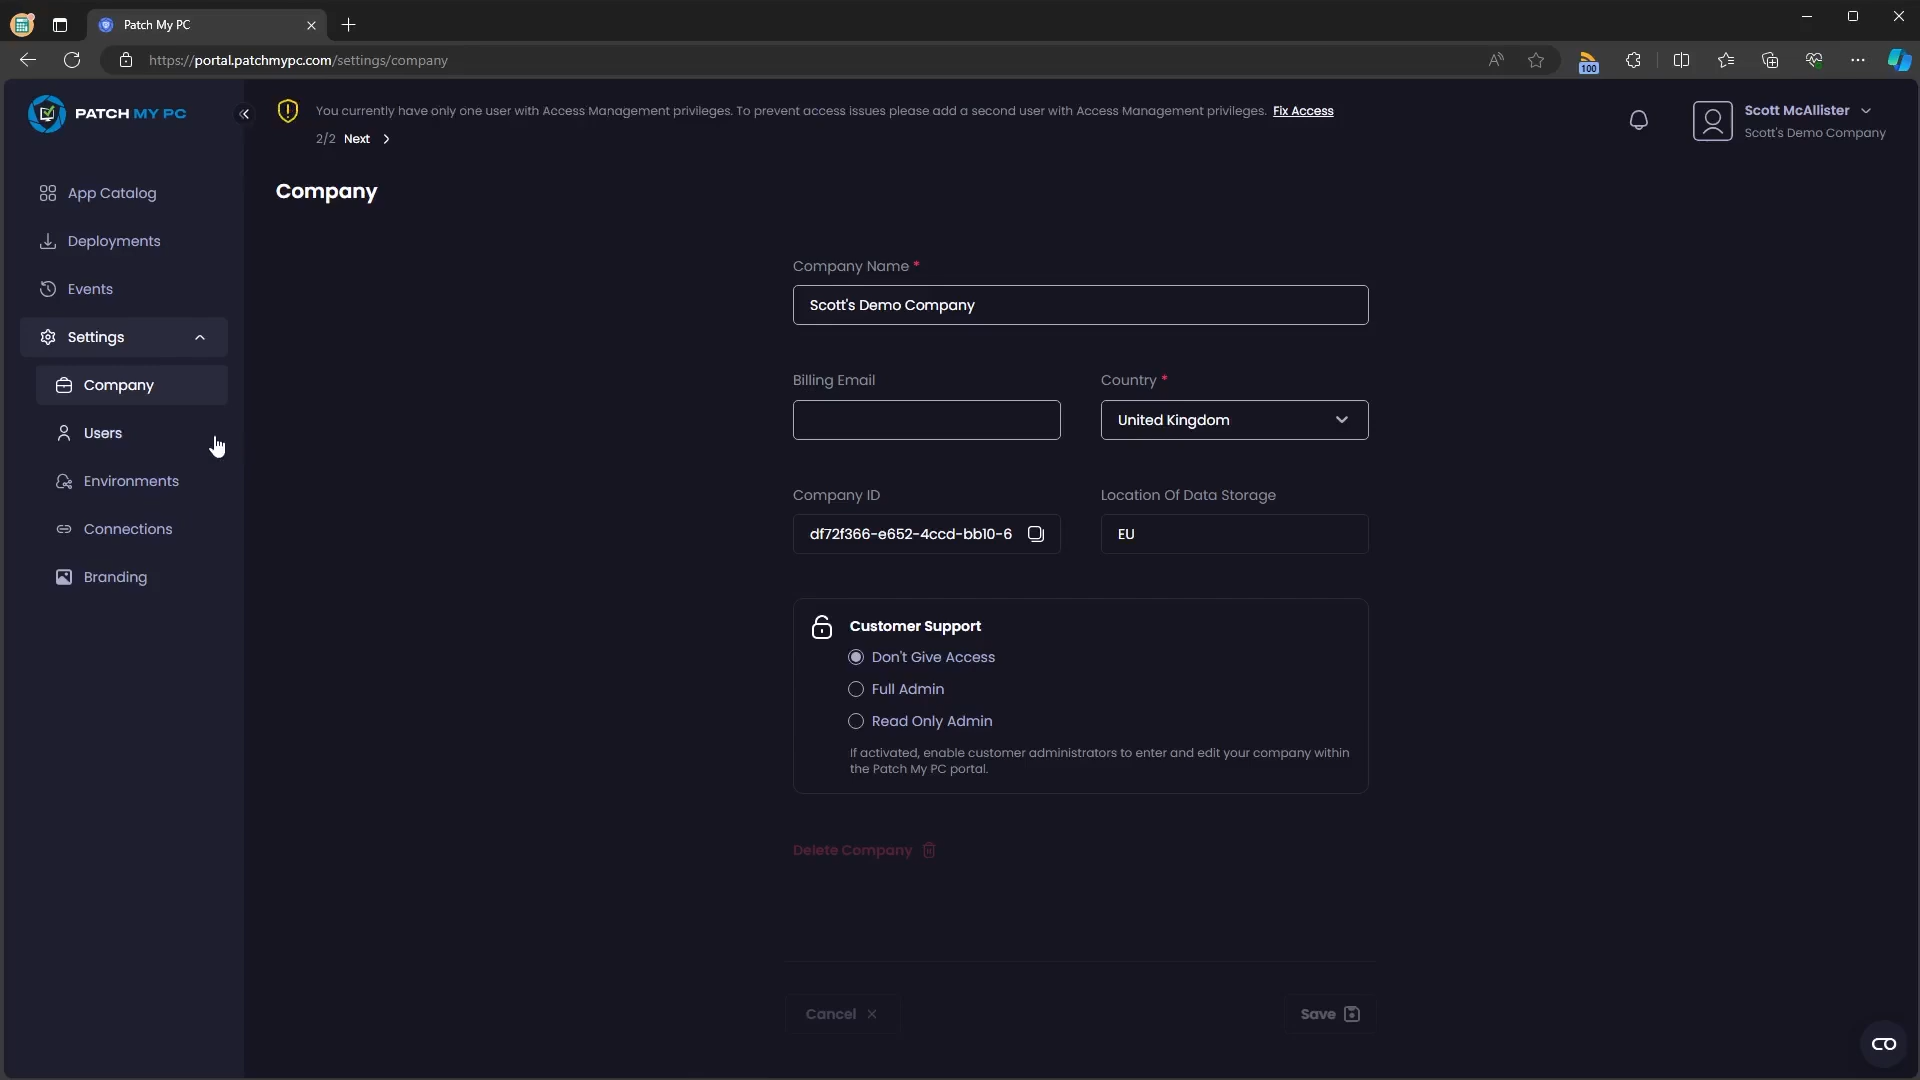 Patch My PC
https://portal.patchmypc.com/settings/company
100
PATCH MY PC
You currently have only one user with Access Management privileges. To prevent access issues please add a second user with Access Management privileges. Fix Access
2/2 Next
Scott McAllister
Scott's Demo Company
App Catalog
Deployments
Events
Settings
Company
Users
Environments
Connections
Branding
Company
Company Name *
Scott's Demo Company
Billing Email
Country *
United Kingdom
Company ID
Location Of Data Storage
df72f366-e652-4ccd-bb10-6
EU
Customer Support
Don't Give Access
Full Admin
Read Only Admin
If activated, enable customer administrators to enter and edit your company within
the Patch My PC portal.
Delete Company
Cancel
Save